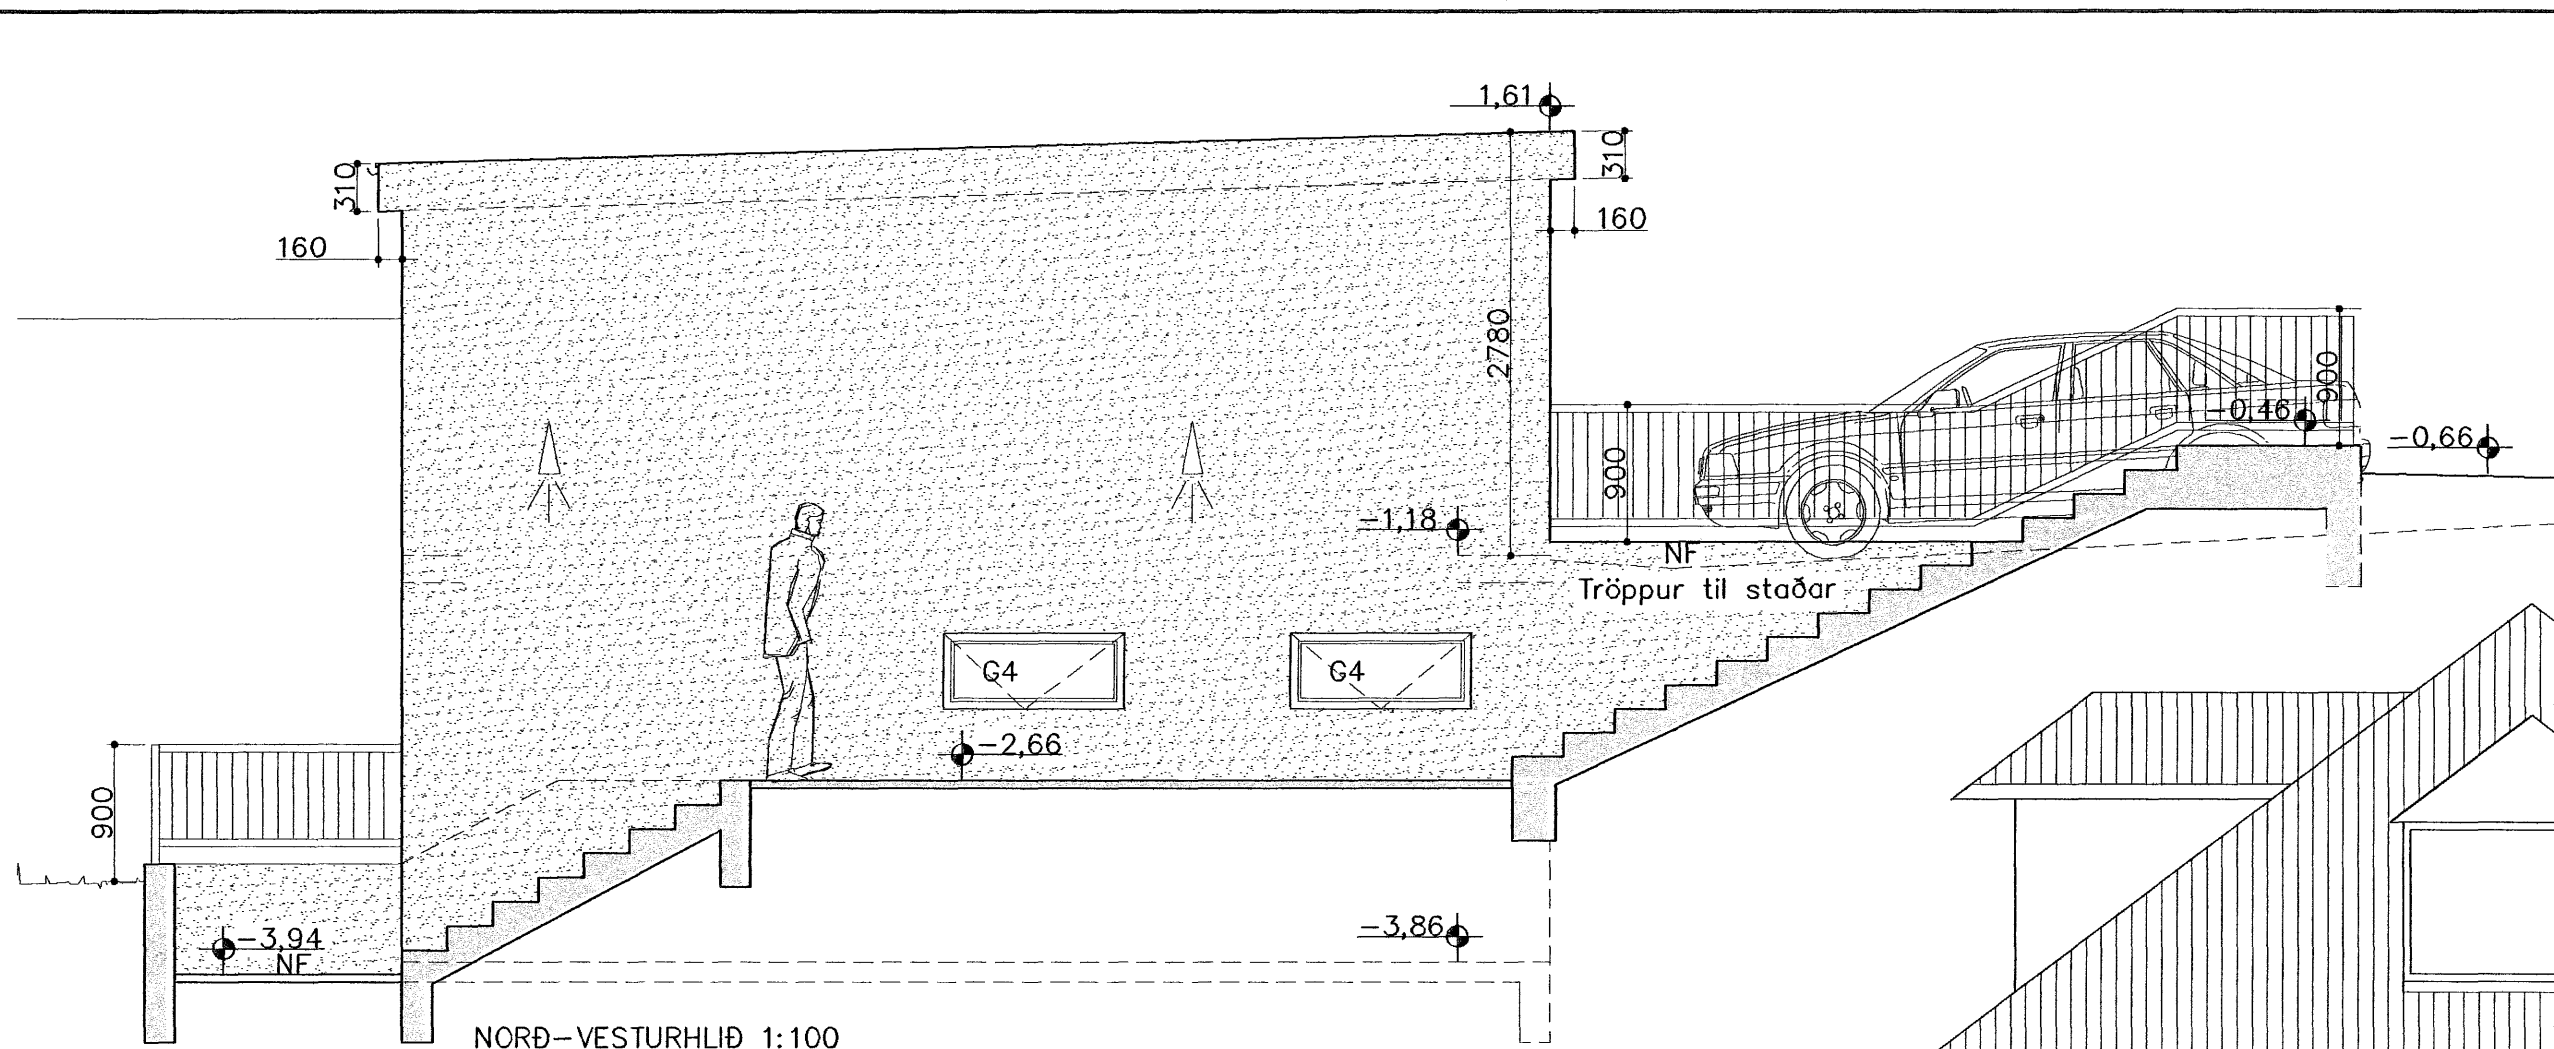 1,61
310
310
160
160
2780
900
-0,46
-0,66
900
-1,18
NF
Tröppur til staðar
G4
G4
-2,66
900
-3,94
NF
-3,86
NORÐ-VESTURHLIÐ 1:100